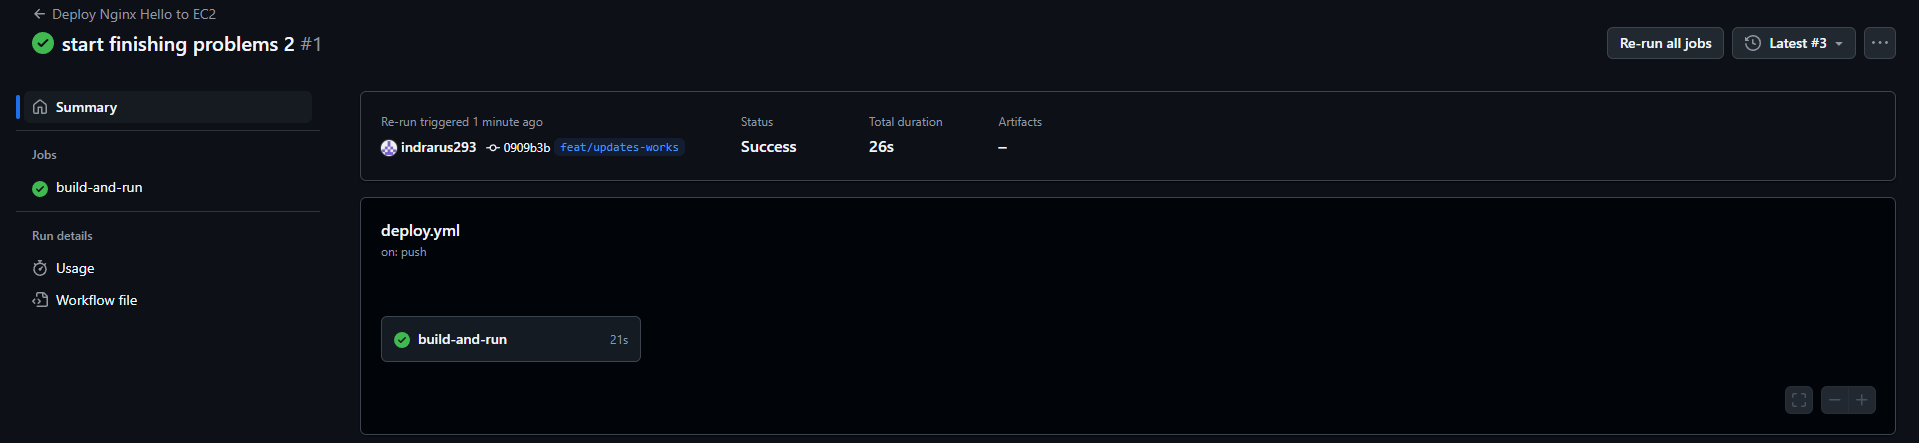 Deploy Nginx Hello to EC2
start finishing problems 2 #1
Re-run all jobs
Latest #3
Summary
Jobs
build-and-run
Run details
Usage
Workflow file
Re-run triggered 1 minute ago
indrarus293 0909b3b feat/updates-works
Status
Success
Total duration
26s
Artifacts
–
deploy.yml
on: push
build-and-run 21s